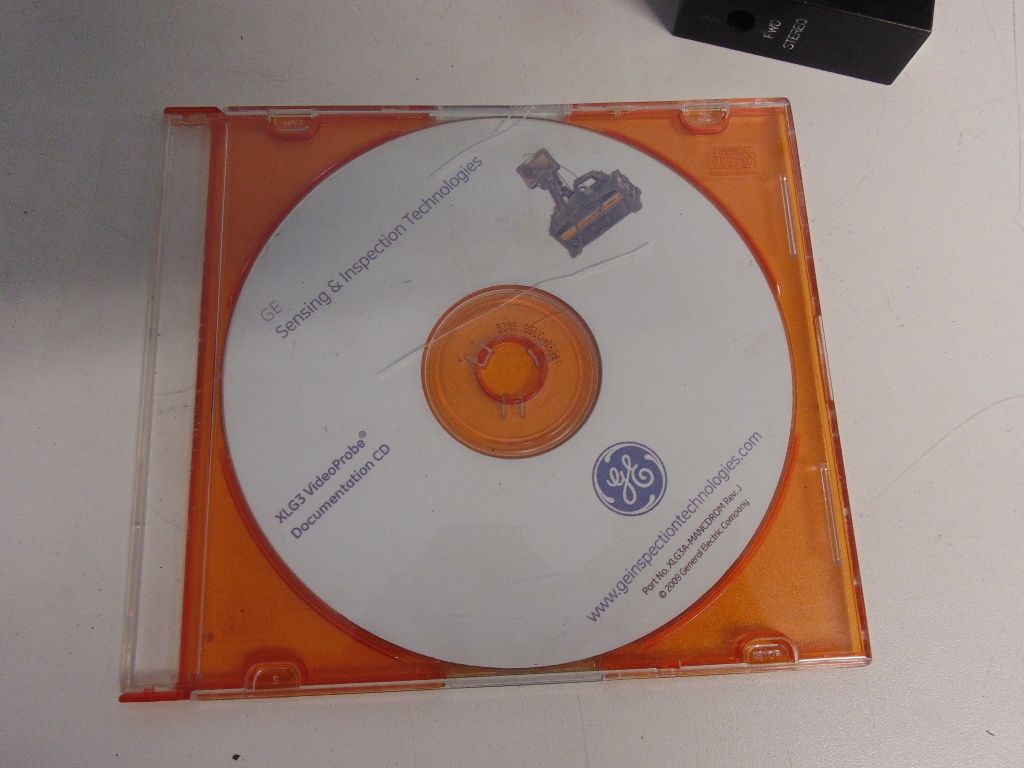 FWD
STEREO
GE
Sensing & Inspection Technologies
XLG3 VideoProbe®
Documentation CD
GE
www.geinspectiontechnologies.com
Part No. XLG3A-MANCDROM Rev. J
© 2009 General Electric Company